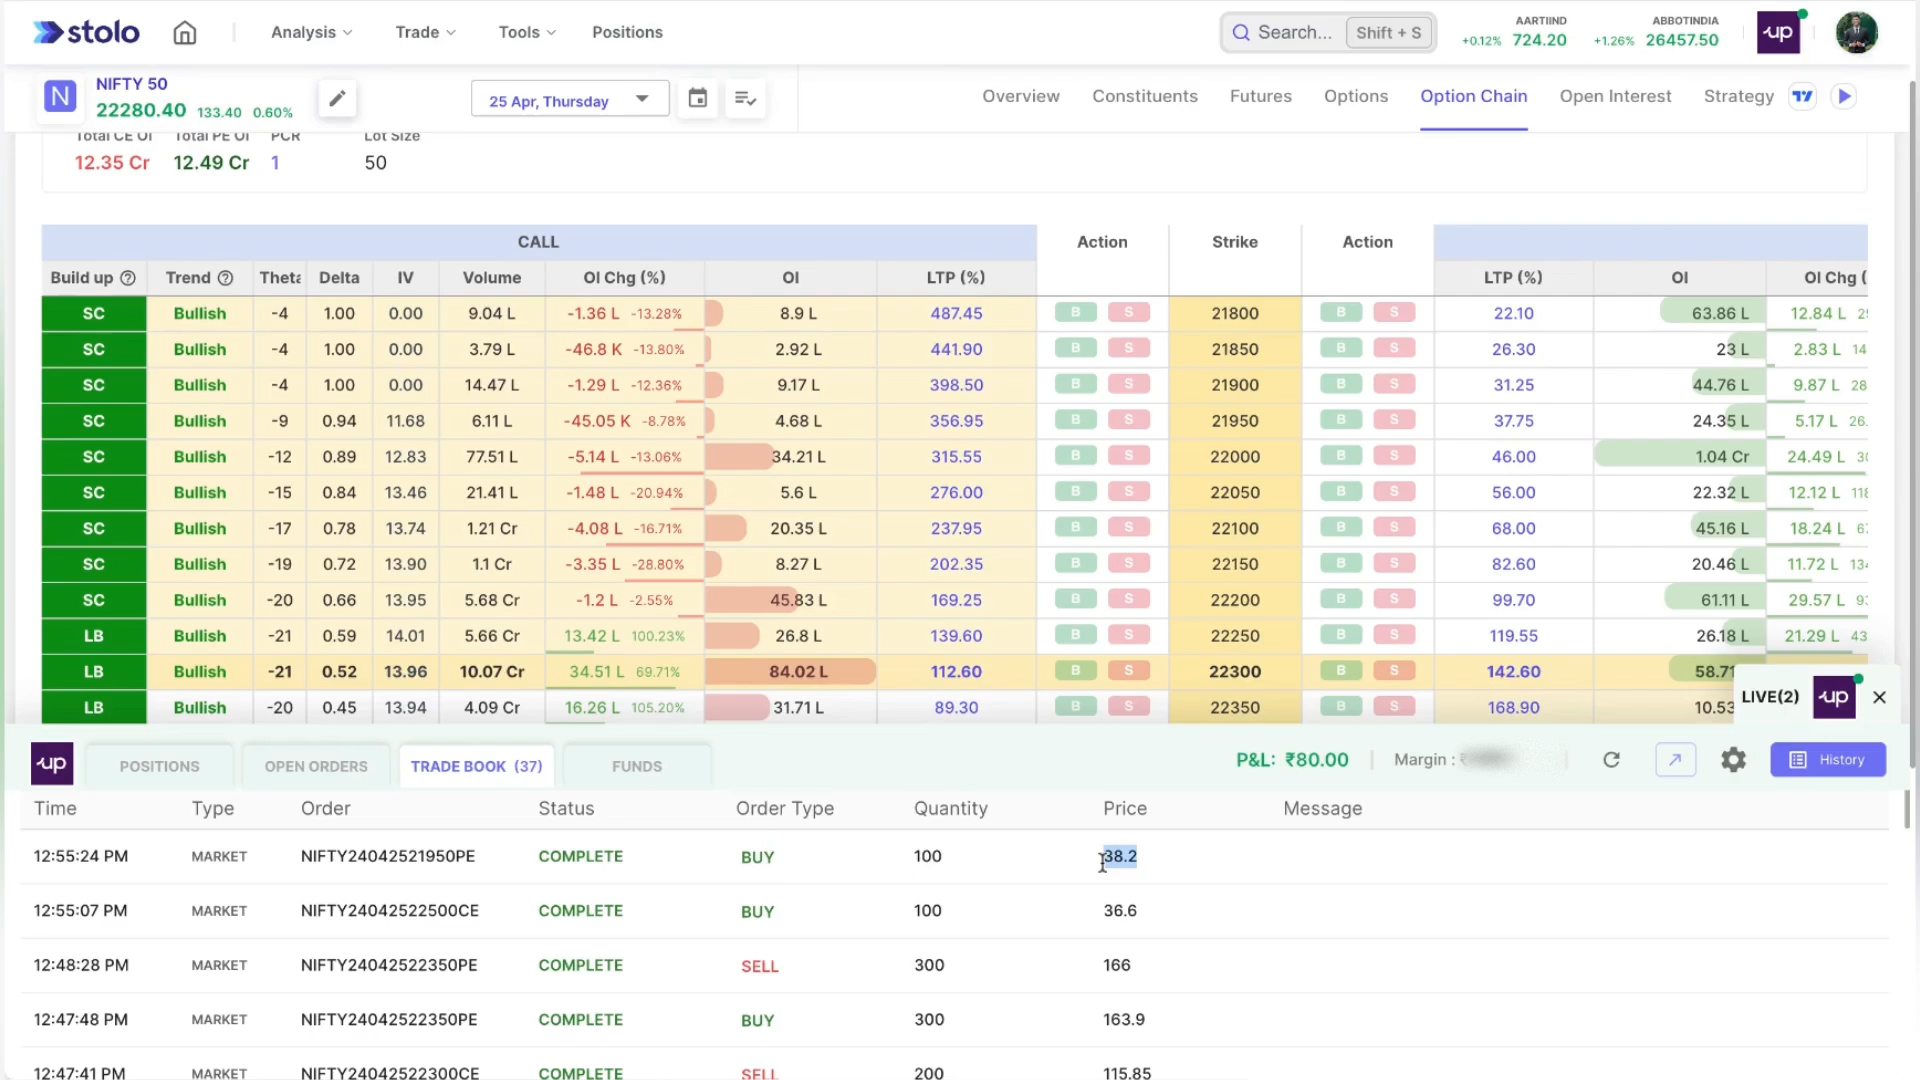 stolo Analysis Trade Tools Positions Search... Shift + S AARTIIND +0.12% 724.20 ABBOTINDIA +1.26% 26457.50 up
N NIFTY 50 22280.40 133.40 0.60% 25 Apr, Thursday Overview Constituents Futures Options Option Chain Open Interest Strategy
Total CE OI Total PE OI PCR Lot Size
12.35 Cr 12.49 Cr 1 50
CALL Action Strike Action
Build up Trend Theta Delta IV Volume OI Chg (%) OI LTP (%) LTP (%) OI OI Chg (
SC Bullish -4 1.00 0.00 9.04 L -1.36 L -13.28% 8.9 L 487.45 B S 21800 B S 22.10 63.86 L 12.84 L
SC Bullish -4 1.00 0.00 3.79 L -46.8 K -13.80% 2.92 L 441.90 B S 21850 B S 26.30 23 L 2.83 L 14
SC Bullish -4 1.00 0.00 14.47 L -1.29 L -12.36% 9.17 L 398.50 B S 21900 B S 31.25 44.76 L 9.87 L 28
SC Bullish -9 0.94 11.68 6.11 L -45.05 K -8.78% 4.68 L 356.95 B S 21950 B S 37.75 24.35 L 5.17 L 26.
SC Bullish -12 0.89 12.83 77.51 L -5.14 L -13.06% 34.21 L 315.55 B S 22000 B S 46.00 1.04 Cr 24.49 L
SC Bullish -15 0.84 13.46 21.41 L -1.48 L -20.94% 5.6 L 276.00 B S 22050 B S 56.00 22.32 L 12.12 L
SC Bullish -17 0.78 13.74 1.21 Cr -4.08 L -16.71% 20.35 L 237.95 B S 22100 B S 68.00 45.16 L 18.24 L
SC Bullish -19 0.72 13.90 1.1 Cr -3.35 L -28.80% 8.27 L 202.35 B S 22150 B S 82.60 20.46 L 11.72 L
SC Bullish -20 0.66 13.95 5.68 Cr -1.2 L -2.55% 45.83 L 169.25 B S 22200 B S 99.70 61.11 L 29.57 L
LB Bullish -21 0.59 14.01 5.66 Cr 13.42 L 100.23% 26.8 L 139.60 B S 22250 B S 119.55 26.18 L 21.29 L 43
LB Bullish -21 0.52 13.96 10.07 Cr 34.51 L 69.71% 84.02 L 112.60 B S 22300 B S 142.60 58.71
LB Bullish -20 0.45 13.94 4.09 Cr 16.26 L 105.20% 31.71 L 89.30 B S 22350 B S 168.90 10.53 LIVE(2) up
up POSITIONS OPEN ORDERS TRADE BOOK (37) FUNDS P&L: ₹80.00 Margin : ₹ History
Time Type Order Status Order Type Quantity Price Message
12:55:24 PM MARKET NIFTY24042521950PE COMPLETE BUY 100 38.2
12:55:07 PM MARKET NIFTY24042522500CE COMPLETE BUY 100 36.6
12:48:28 PM MARKET NIFTY24042522350PE COMPLETE SELL 300 166
12:47:48 PM MARKET NIFTY24042522350PE COMPLETE BUY 300 163.9
12:47:41 PM MARKET NIFTY24042522300CE COMPLETE SELL 200 115.85